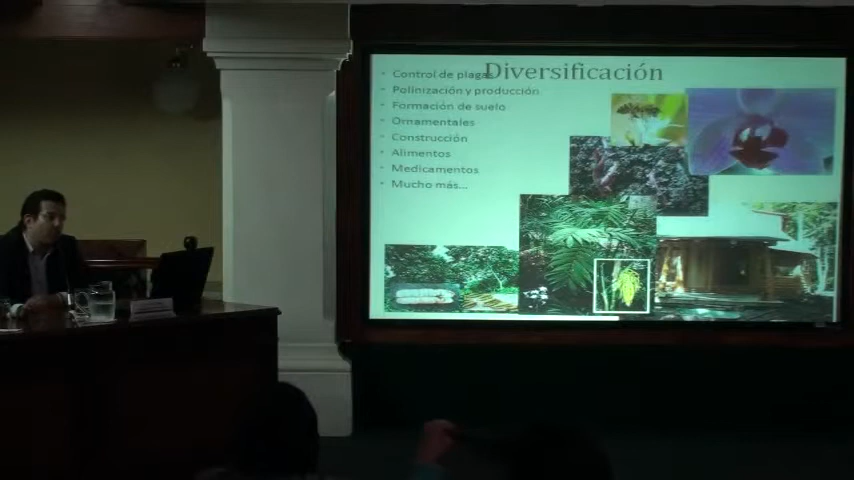 Diversificación
Control de plagas
Polinización y producción
Formación de suelo
Ornamentales
Construcción
Alimentos
Medicamentos
Mucho más...